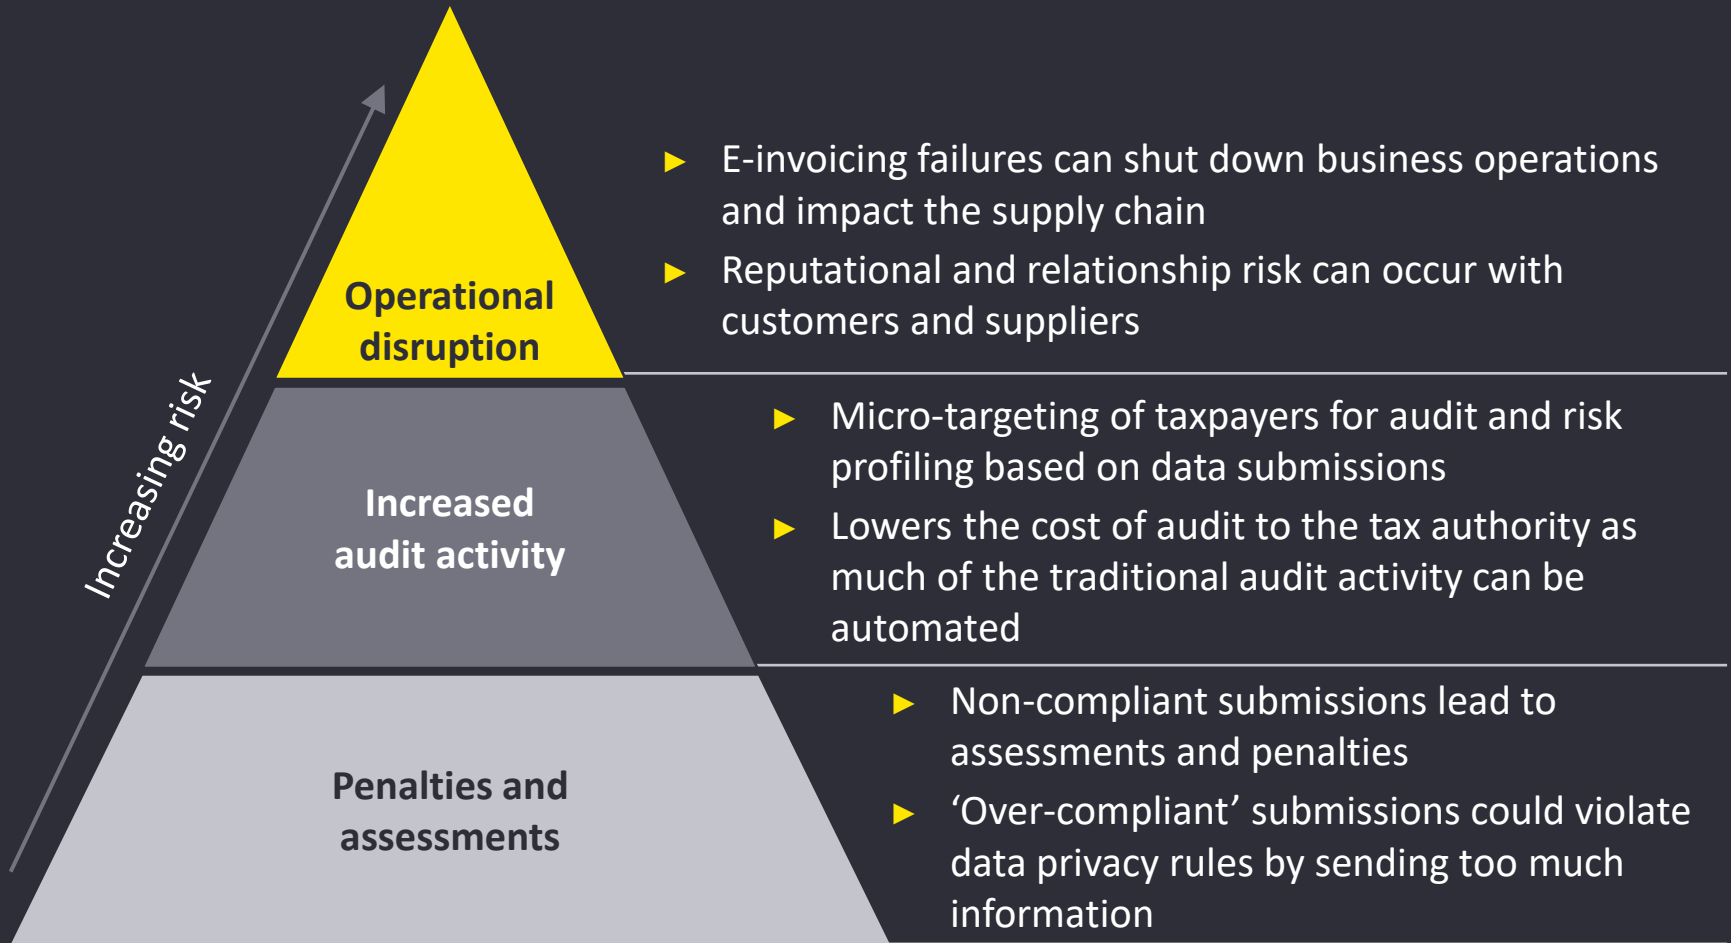 Increasing risk
Operational
disruption
► E-invoicing failures can shut down business operations
and impact the supply chain
► Reputational and relationship risk can occur with
customers and suppliers
Increased
audit activity
► Micro-targeting of taxpayers for audit and risk
profiling based on data submissions
► Lowers the cost of audit to the tax authority as
much of the traditional audit activity can be
automated
Penalties and
assessments
► Non-compliant submissions lead to
assessments and penalties
► ‘Over-compliant’ submissions could violate
data privacy rules by sending too much
information